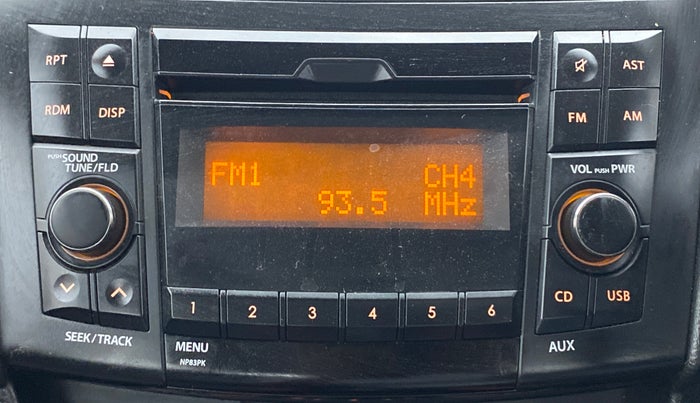 RPT
AST
RDM
DISP
FM
AM
PUSH SOUND
TUNE/FLD
VOL PUSH PWR
FM1 CH4
93.5 MHz
CD
USB
1 2 3 4 5 6
SEEK/TRACK
MENU
AUX
NP83PK